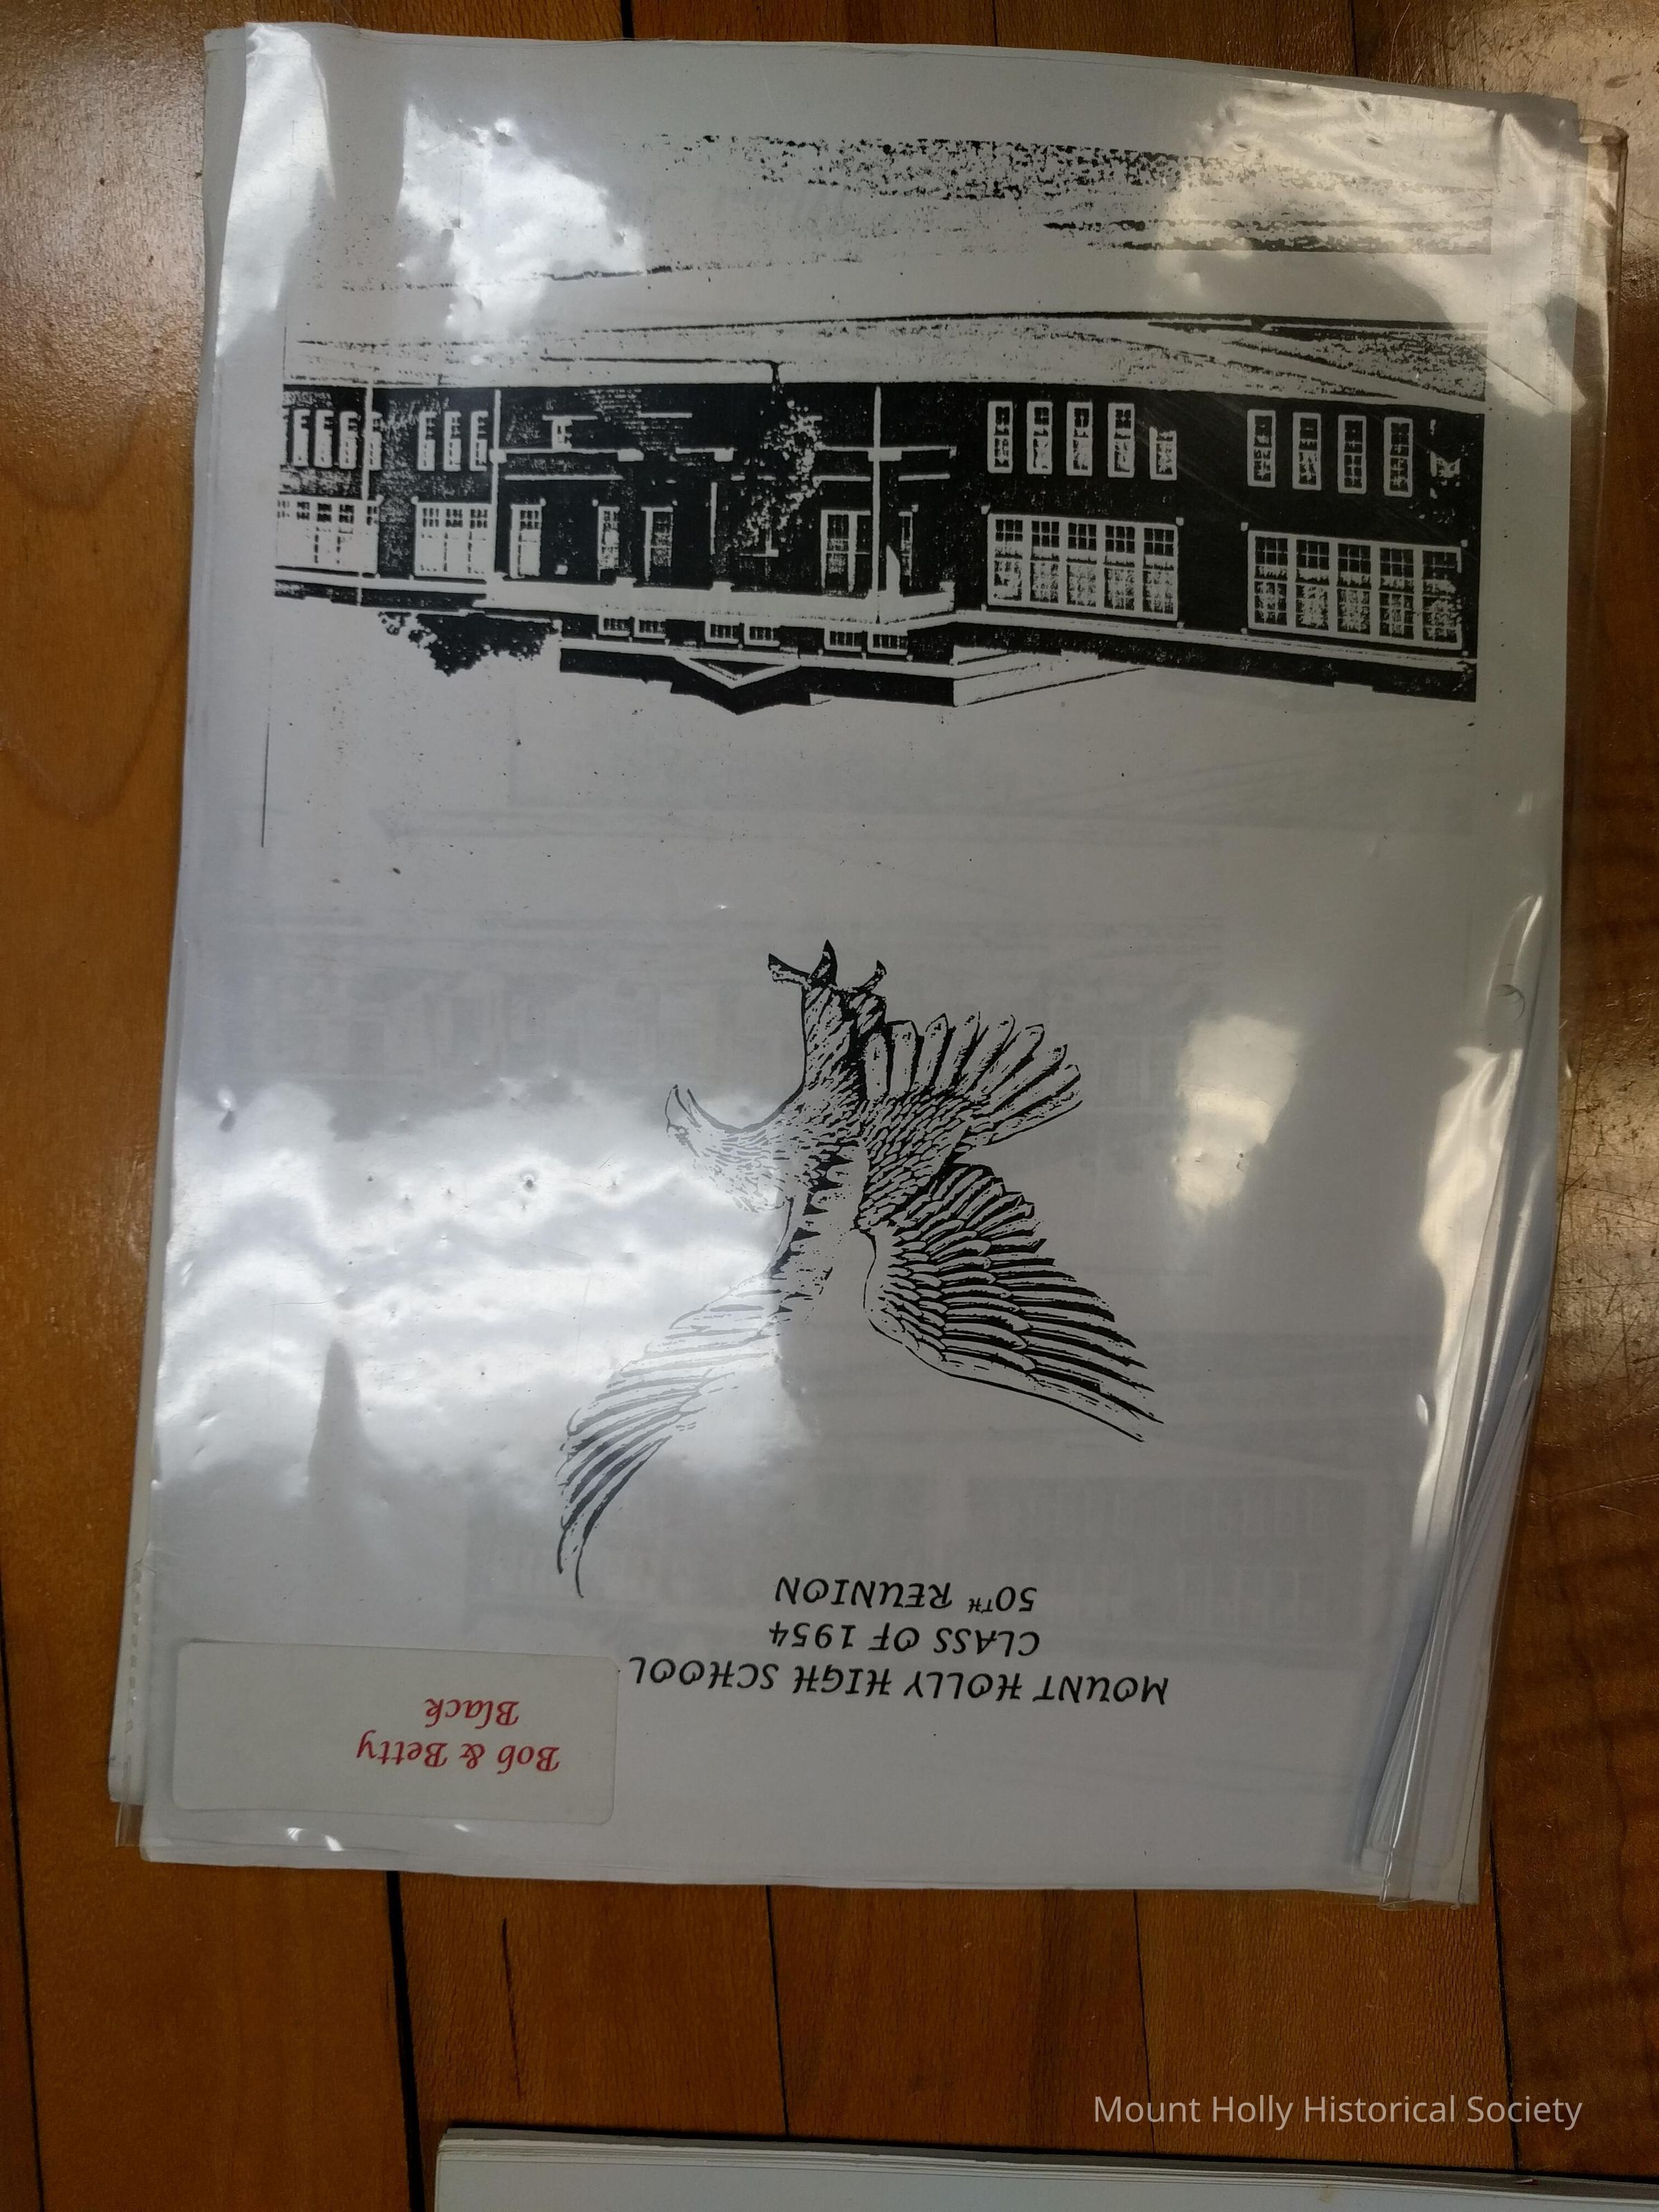 MOUNT HOLLY HIGH SCHOOL
CLASS OF 1954
50TH REUNION
Bob & Betty
Black
Mount Holly Historical Society